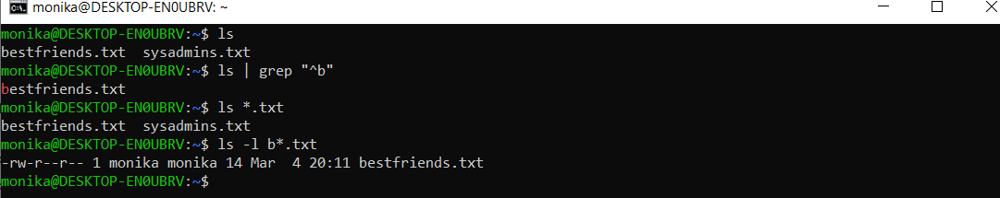 monika@DESKTOP-EN0UBRV: ~
monika@DESKTOP-EN0UBRV:~$ ls
bestfriends.txt  sysadmins.txt
monika@DESKTOP-EN0UBRV:~$ ls | grep "^b"
bestfriends.txt
monika@DESKTOP-EN0UBRV:~$ ls *.txt
bestfriends.txt  sysadmins.txt
monika@DESKTOP-EN0UBRV:~$ ls -l b*.txt
-rw-r--r-- 1 monika monika 14 Mar  4 20:11 bestfriends.txt
monika@DESKTOP-EN0UBRV:~$